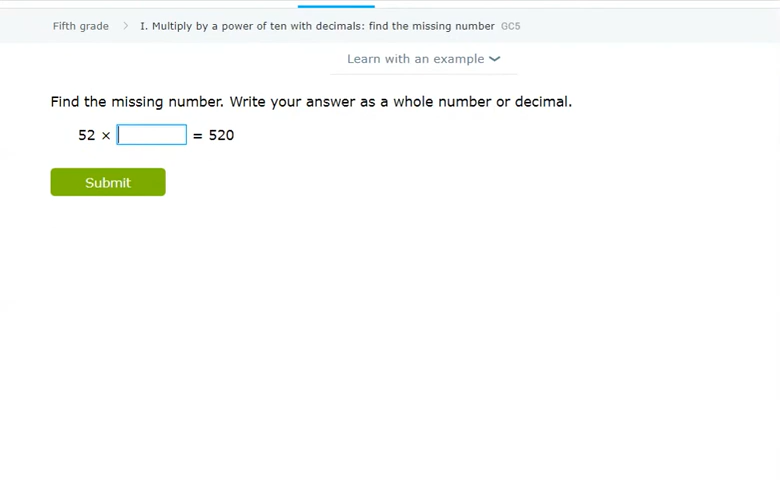 Fifth grade > I. Multiply by a power of ten with decimals: find the missing number GC5
Learn with an example
Find the missing number. Write your answer as a whole number or decimal.
52 × = 520
Submit